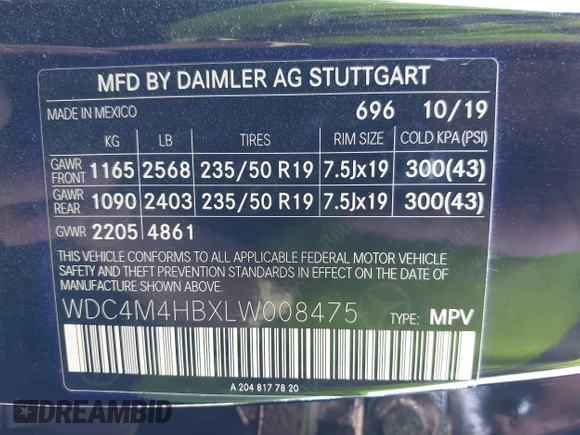 MFD BY DAIMLER AG STUTTGART
MADE IN MEXICO 696 10/19
KG LB TIRES RIM SIZE COLD KPA (PSI)
GAWR FRONT 1165 2568 235/50 R19 7.5Jx19 300(43)
GAWR REAR 1090 2403 235/50 R19 7.5Jx19 300(43)
GVWR 2205 4861
THIS VEHICLE CONFORMS TO ALL APPLICABLE FEDERAL MOTOR VEHICLE
SAFETY AND THEFT PREVENTION STANDARDS IN EFFECT ON THE DATE OF
MANUFACTURE SHOWN ABOVE.
WDC4M4HBXLW008475 TYPE: MPV
A 204 817 78 20
DREAMBID